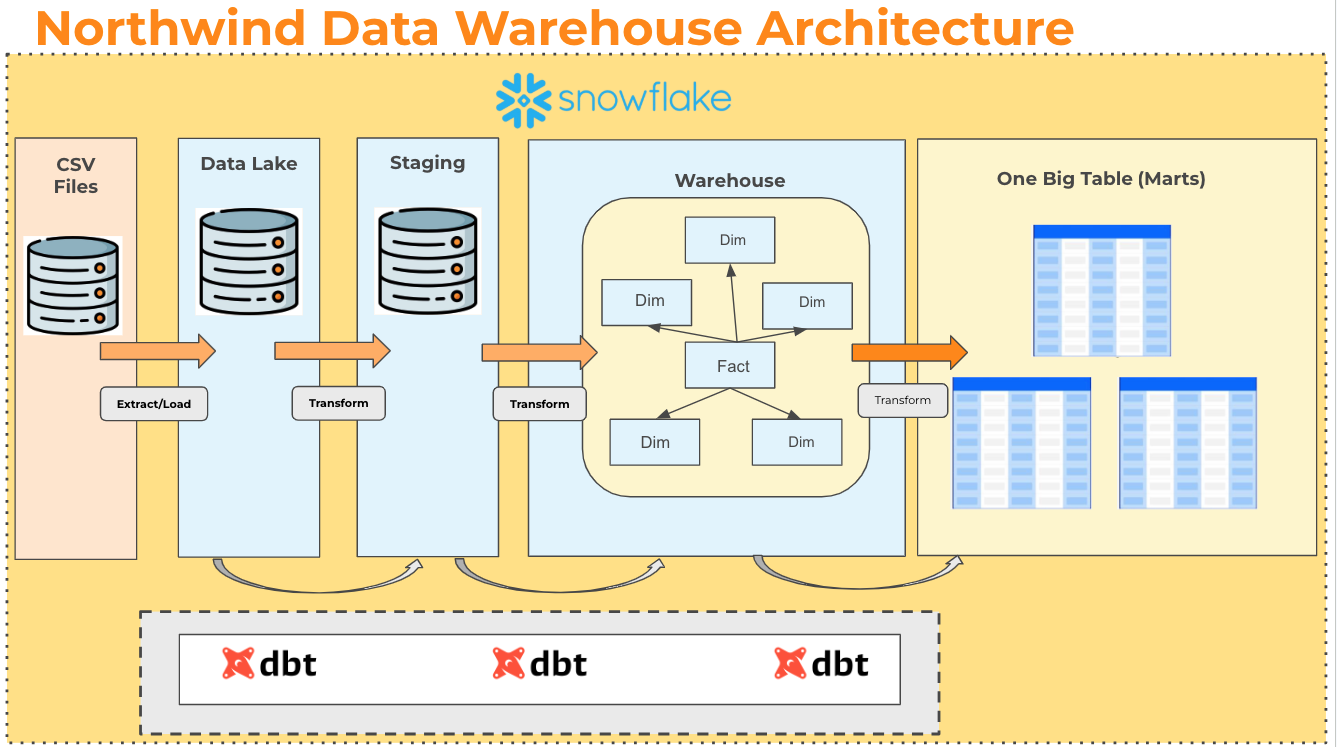 Northwind Data Warehouse Architecture
snowflake
CSV
Files
Data Lake
Staging
Warehouse
One Big Table (Marts)
Dim
Dim
Dim
Fact
Dim
Dim
Extract/Load
Transform
Transform
Transform
dbt
dbt
dbt